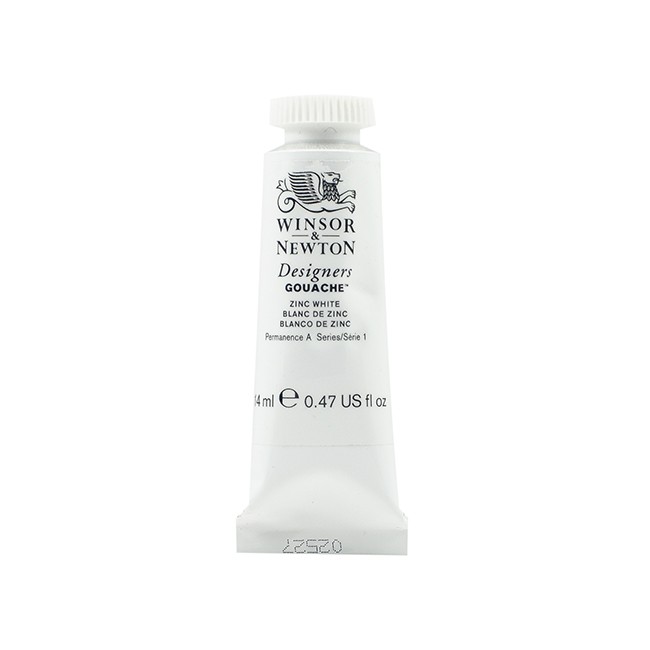 WINSOR
&
NEWTON
Designers
GOUACHE™
ZINC WHITE
BLANC DE ZINC
BLANCO DE ZINC
Permanence A Series/Série 1
14 ml ℮ 0.47 US fl oz
02527